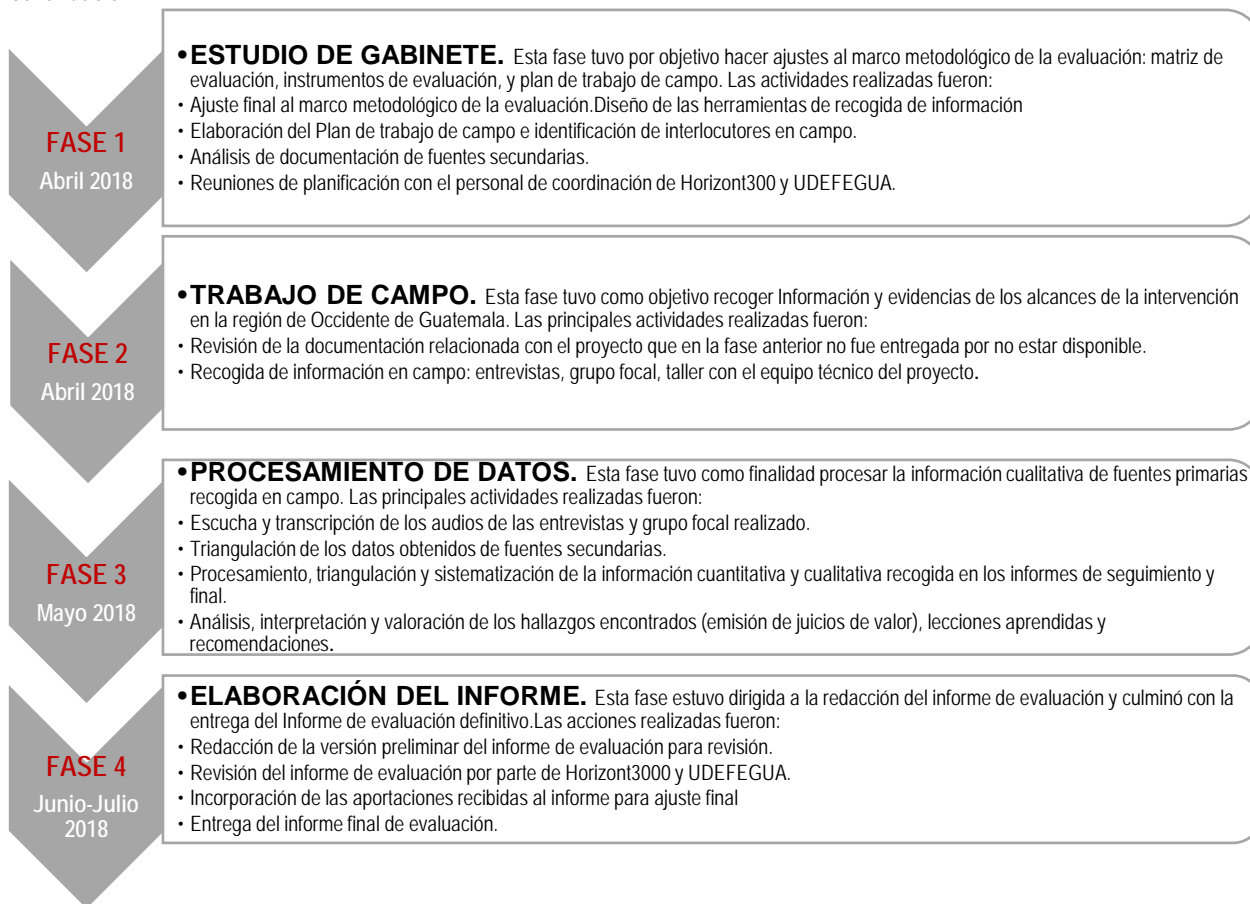 FASE 1
Abril 2018
•ESTUDIO DE GABINETE. Esta fase tuvo por objetivo hacer ajustes al marco metodológico de la evaluación: matriz de
evaluación, instrumentos de evaluación, y plan de trabajo de campo. Las actividades realizadas fueron:
• Ajuste final al marco metodológico de la evaluación.Diseño de las herramientas de recogida de información
• Elaboración del Plan de trabajo de campo e identificación de interlocutores en campo.
• Análisis de documentación de fuentes secundarias.
• Reuniones de planificación con el personal de coordinación de Horizont300 y UDEFEGUA.
FASE 2
Abril 2018
•TRABAJO DE CAMPO. Esta fase tuvo como objetivo recoger Información y evidencias de los alcances de la intervención
en la región de Occidente de Guatemala. Las principales actividades realizadas fueron:
• Revisión de la documentación relacionada con el proyecto que en la fase anterior no fue entregada por no estar disponible.
• Recogida de información en campo: entrevistas, grupo focal, taller con el equipo técnico del proyecto.
FASE 3
Mayo 2018
•PROCESAMIENTO DE DATOS. Esta fase tuvo como finalidad procesar la información cualitativa de fuentes primarias
recogida en campo. Las principales actividades realizadas fueron:
• Escucha y transcripción de los audios de las entrevistas y grupo focal realizado.
• Triangulación de los datos obtenidos de fuentes secundarias.
• Procesamiento, triangulación y sistematización de la información cuantitativa y cualitativa recogida en los informes de seguimiento y
final.
• Análisis, interpretación y valoración de los hallazgos encontrados (emisión de juicios de valor), lecciones aprendidas y
recomendaciones.
FASE 4
Junio-Julio
2018
•ELABORACIÓN DEL INFORME. Esta fase estuvo dirigida a la redacción del informe de evaluación y culminó con la
entrega del Informe de evaluación definitivo.Las acciones realizadas fueron:
• Redacción de la versión preliminar del informe de evaluación para revisión.
• Revisión del informe de evaluación por parte de Horizont3000 y UDEFEGUA.
• Incorporación de las aportaciones recibidas al informe para ajuste final
• Entrega del informe final de evaluación.